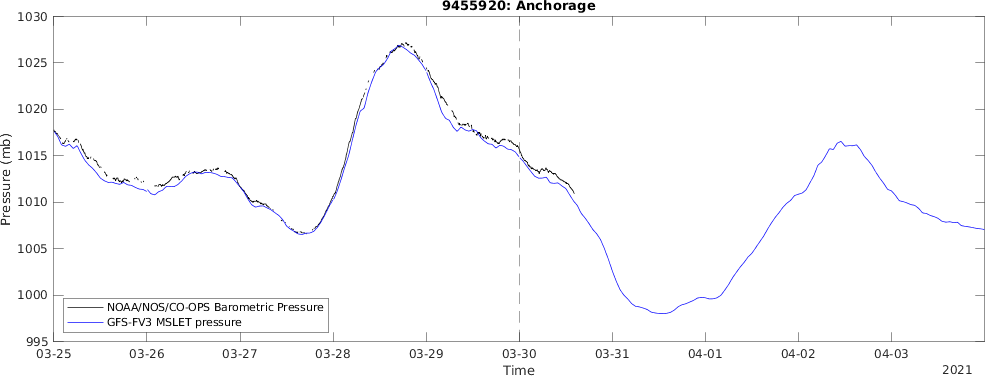 9455920: Anchorage
1030
1025
1020
1015
1010
1005
1000
995
Pressure (mb)
NOAA/NOS/CO-OPS Barometric Pressure
GFS-FV3 MSLET pressure
03-25 03-26 03-27 03-28 03-29 03-30 03-31 04-01 04-02 04-03
Time
2021